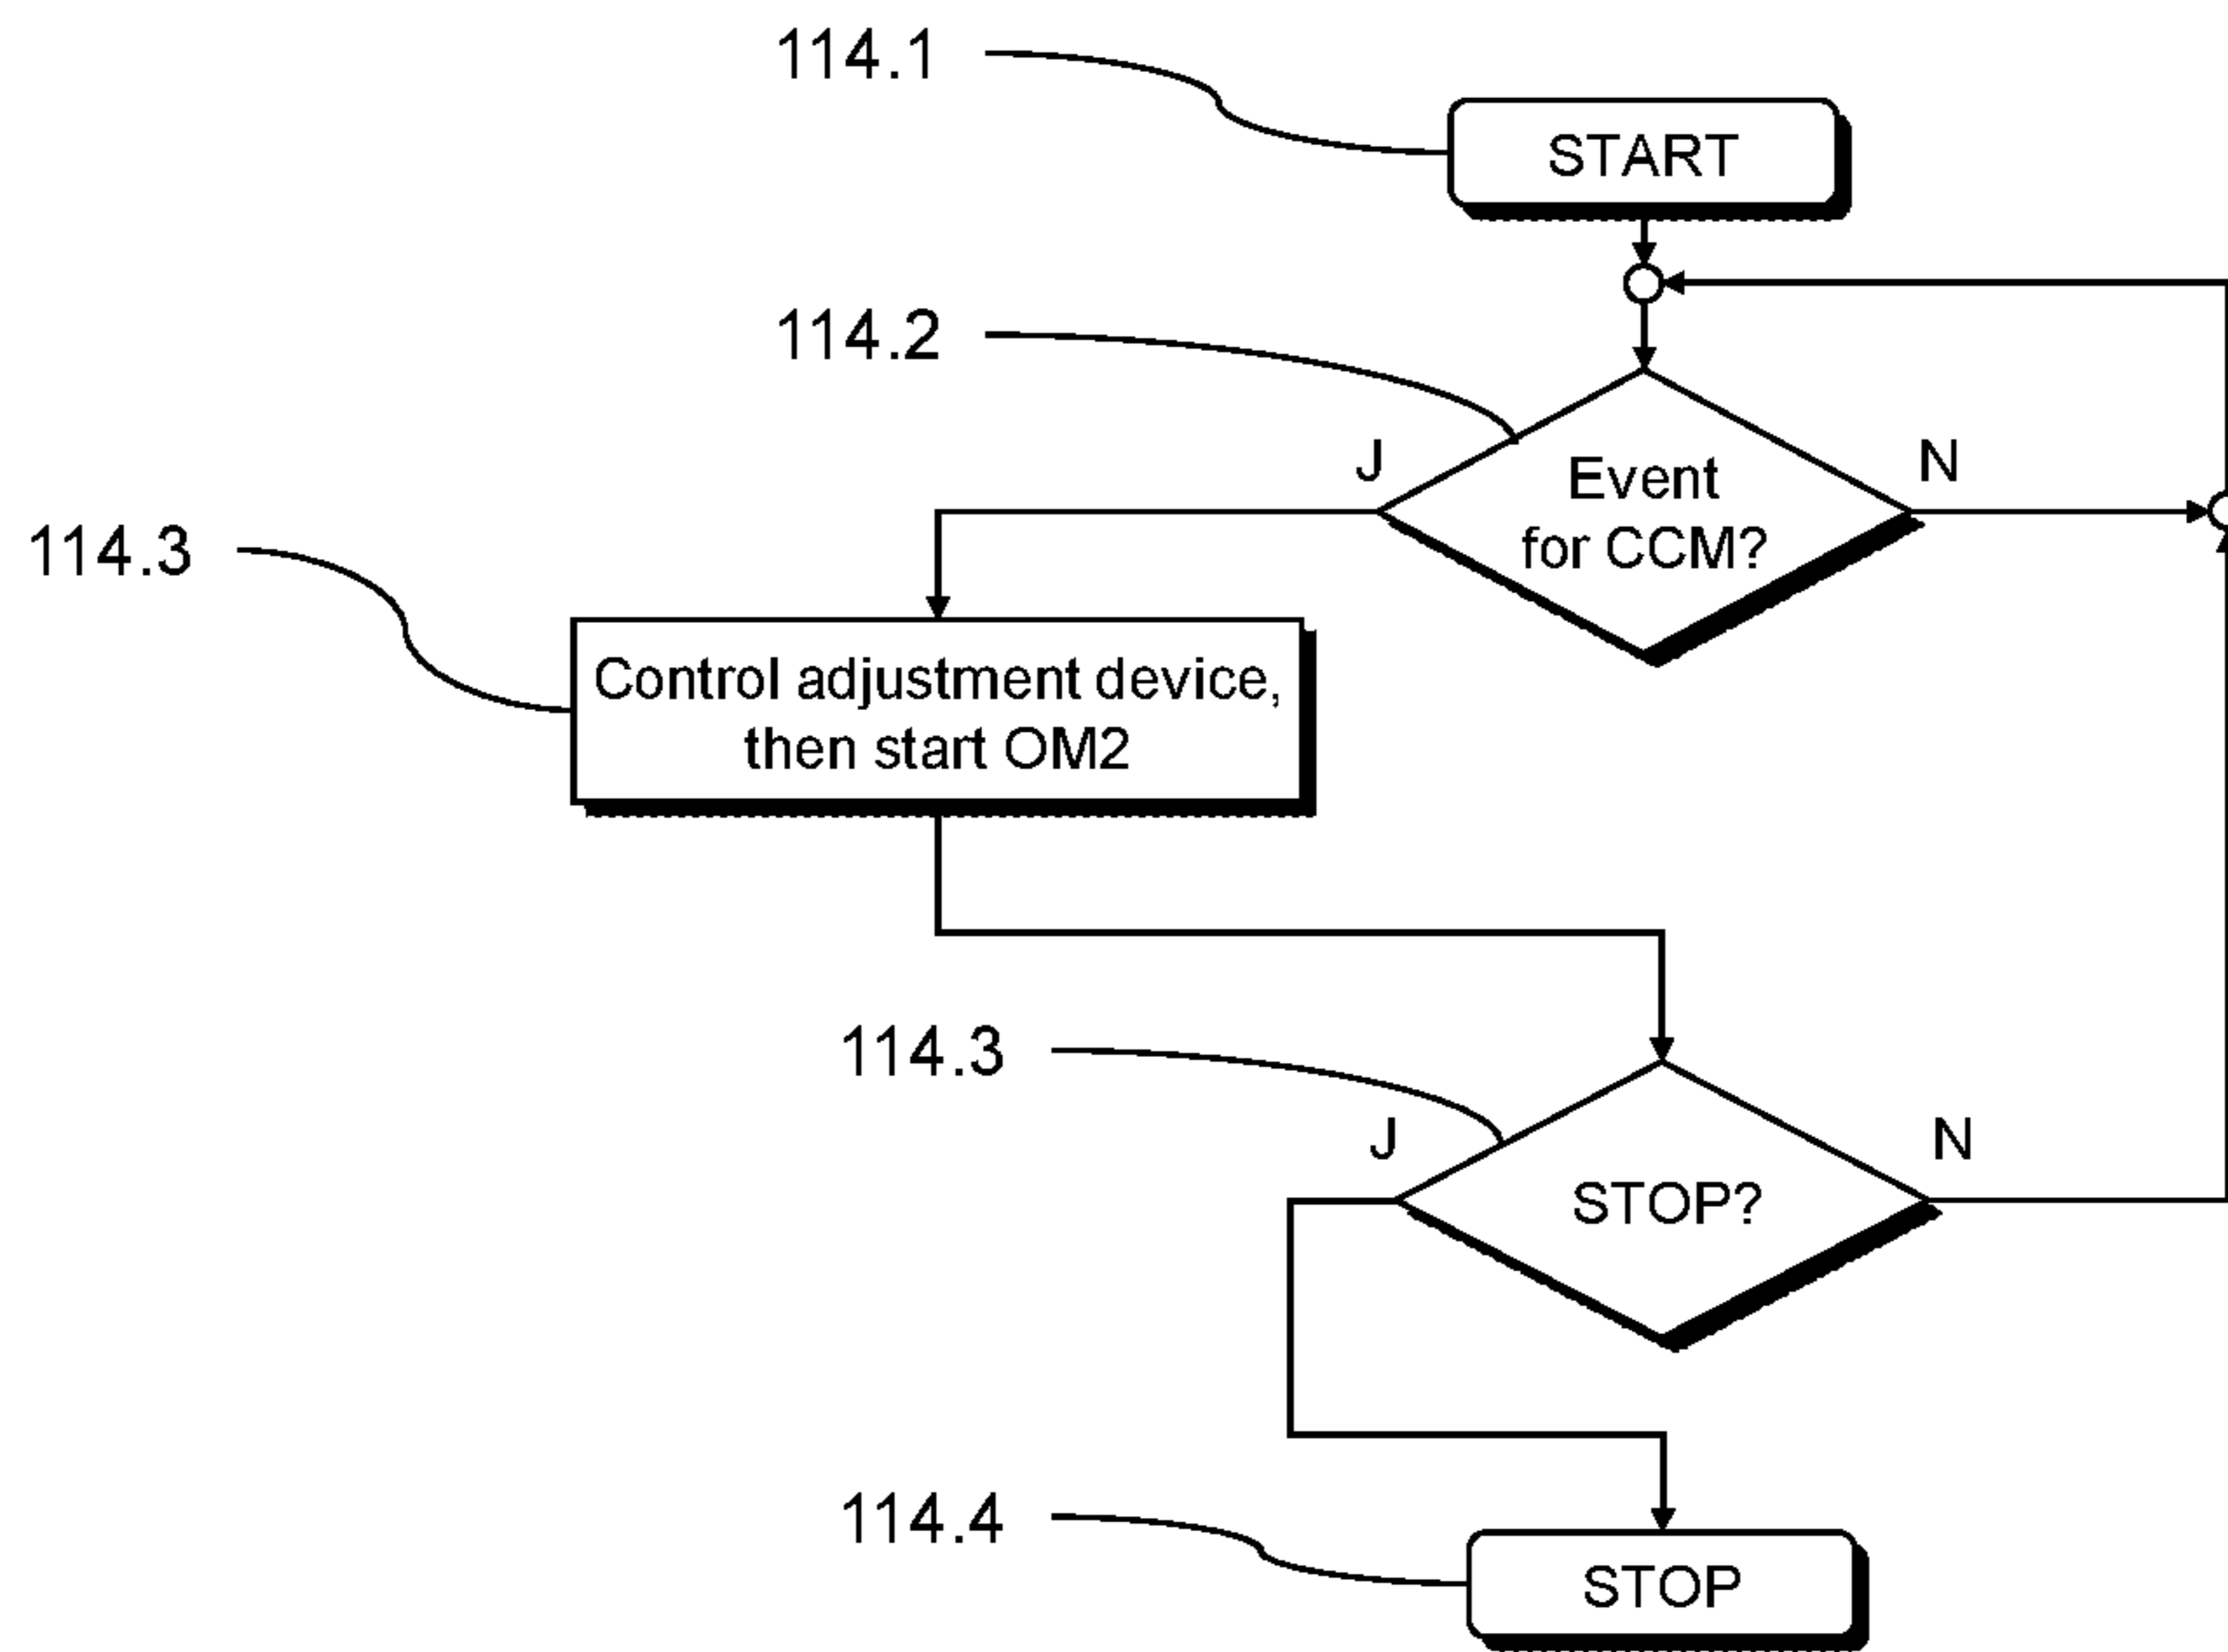 114.1
START
114.2
J
N
Event
for CCM?
114.3
Control adjustment device,
then start OM2
114.3
J
N
STOP?
114.4
STOP